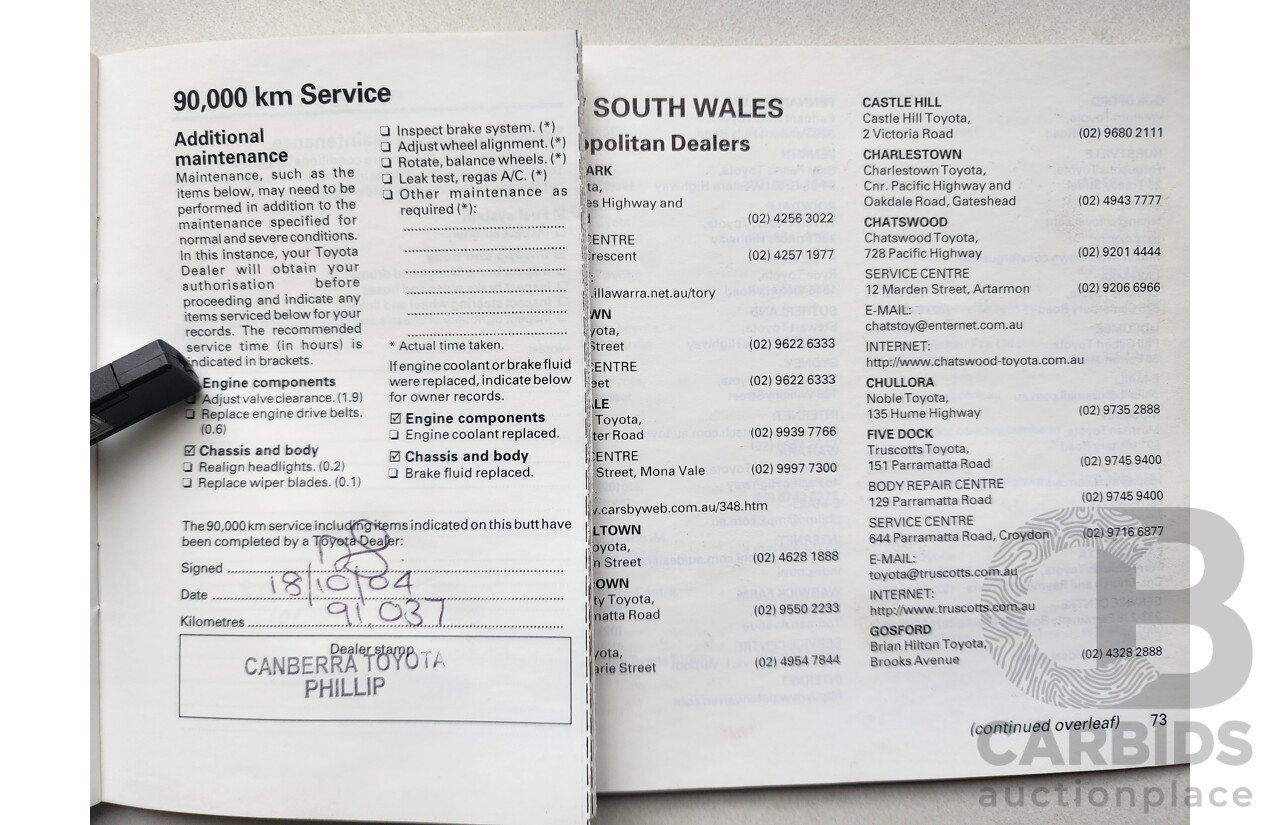 90,000 km Service
Additional
maintenance
Maintenance, such as the
items below, may need to be
performed in addition to the
maintenance specified for
normal and severe conditions.
In this instance, your Toyota
Dealer will obtain your
authorisation before
proceeding and indicate any
items serviced below for your
records. The recommended
service time (in hours) is
indicated in brackets.
Engine components
Adjust valve clearance. (1.9)
❏ Replace engine drive belts.
(0.6)
☑ Chassis and body
❏ Realign headlights. (0.2)
❏ Replace wiper blades. (0.1)
❏ Inspect brake system. (*)
❏ Adjust wheel alignment. (*)
❏ Rotate, balance wheels. (*)
❏ Leak test, regas A/C. (*)
❏ Other maintenance as
required (*):
* Actual time taken.
If engine coolant or brake fluid
were replaced, indicate below
for owner records.
☑ Engine components
❏ Engine coolant replaced.
☑ Chassis and body
❏ Brake fluid replaced.
The 90,000 km service including items indicated on this butt have
been completed by a Toyota Dealer:
Signed
Date 18/10/04
Kilometres 91,037
Dealer stamp
CANBERRA TOYOTA
PHILLIP
SOUTH WALES
opolitan Dealers
ARK
ta,
es Highway and
d (02) 4256 3022
CENTRE
Crescent (02) 4257 1977
:
.illawarra.net.au/tory
WN
yota,
Street (02) 9622 6333
CENTRE
eet (02) 9622 6333
LE
Toyota,
ter Road (02) 9939 7766
CENTRE
Street, Mona Vale (02) 9997 7300
:
v.carsbyweb.com.au/348.htm
LTOWN
oyota,
n Street (02) 4628 1888
OWN
ty Toyota,
matta Road (02) 9550 2233
yota,
arie Street (02) 4954 7844
CASTLE HILL
Castle Hill Toyota,
2 Victoria Road (02) 9680 2111
CHARLESTOWN
Charlestown Toyota,
Cnr. Pacific Highway and
Oakdale Road, Gateshead (02) 4943 7777
CHATSWOOD
Chatswood Toyota,
728 Pacific Highway (02) 9201 4444
SERVICE CENTRE
12 Marden Street, Artarmon (02) 9206 6966
E-MAIL:
chatstoy@enternet.com.au
INTERNET:
http://www.chatswood-toyota.com.au
CHULLORA
Noble Toyota,
135 Hume Highway (02) 9735 2888
FIVE DOCK
Truscotts Toyota,
151 Parramatta Road (02) 9745 9400
BODY REPAIR CENTRE
129 Parramatta Road (02) 9745 9400
SERVICE CENTRE
644 Parramatta Road, Croydon (02) 9716 6877
E-MAIL:
toyota@truscotts.com.au
INTERNET:
http://www.truscotts.com.au
GOSFORD
Brian Hilton Toyota,
Brooks Avenue (02) 4328 2888
(continued overleaf) 73
CB
CARBIDS
auctionplace